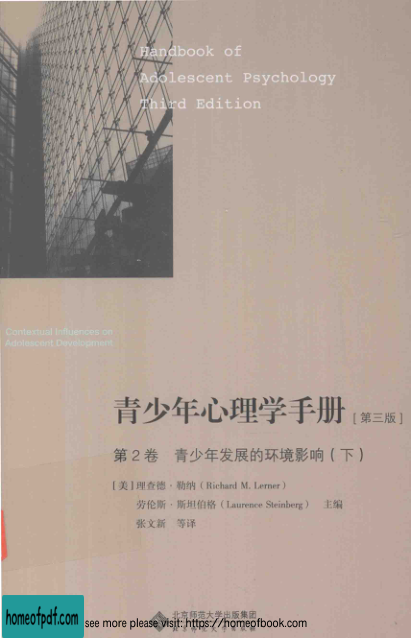 Handbook of
Adolescent Psychology
Third Edition
Contextual Influences on
Adolescent Development
青少年心理学手册[第三版]
第2卷 青少年发展的环境影响(下)
[美]理查德·勒纳(Richard M. Lerner)
劳伦斯·斯坦伯格(Laurence Steinberg) 主编
张文新 等译
北京师范大学出版集团
homeofpdf.com
see more please visit: https://homeofbook.com